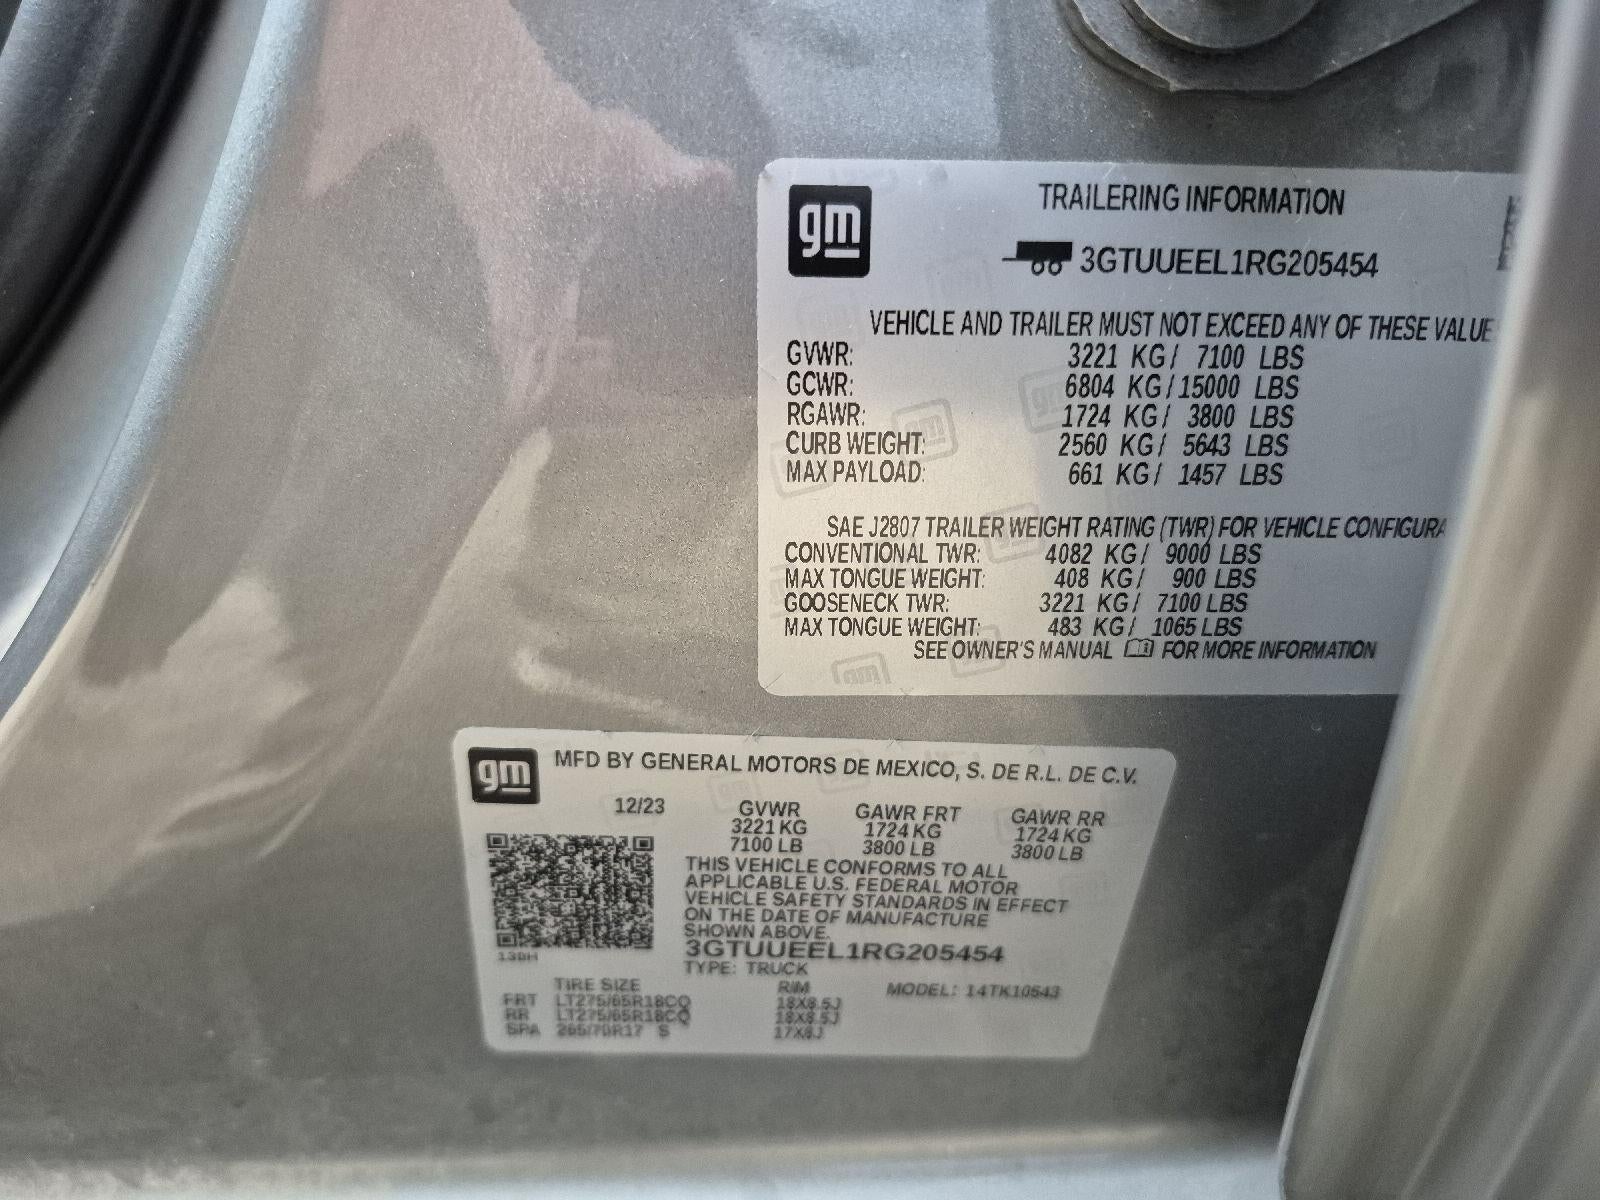 gm
TRAILERING INFORMATION
3GTUUEEL1RG205454
VEHICLE AND TRAILER MUST NOT EXCEED ANY OF THESE VALUE
GVWR: 3221 KG/ 7100 LBS
GCWR: 6804 KG/15000 LBS
RGAWR: 1724 KG/ 3800 LBS
CURB WEIGHT: 2560 KG/ 5643 LBS
MAX PAYLOAD: 661 KG/ 1457 LBS
SAE J2807 TRAILER WEIGHT RATING (TWR) FOR VEHICLE CONFIGURA
CONVENTIONAL TWR: 4082 KG/ 9000 LBS
MAX TONGUE WEIGHT: 408 KG/ 900 LBS
GOOSENECK TWR: 3221 KG/ 7100 LBS
MAX TONGUE WEIGHT: 483 KG/ 1065 LBS
SEE OWNER'S MANUAL FOR MORE INFORMATION
gm
MFD BY GENERAL MOTORS DE MEXICO, S. DE R.L. DE C.V.
12/23 GVWR GAWR FRT GAWR RR
3221 KG 1724 KG 1724 KG
7100 LB 3800 LB 3800 LB
THIS VEHICLE CONFORMS TO ALL
APPLICABLE U.S. FEDERAL MOTOR
VEHICLE SAFETY STANDARDS IN EFFECT
ON THE DATE OF MANUFACTURE
SHOWN ABOVE.
3GTUUEEL1RG205454
TYPE: TRUCK
TIRE SIZE RIM MODEL: 14TK10543
FRT LT275/65R18CQ 18X8.5J
RR LT275/65R18CQ 18X8.5J
SPA 265/70R17 S 17X8J